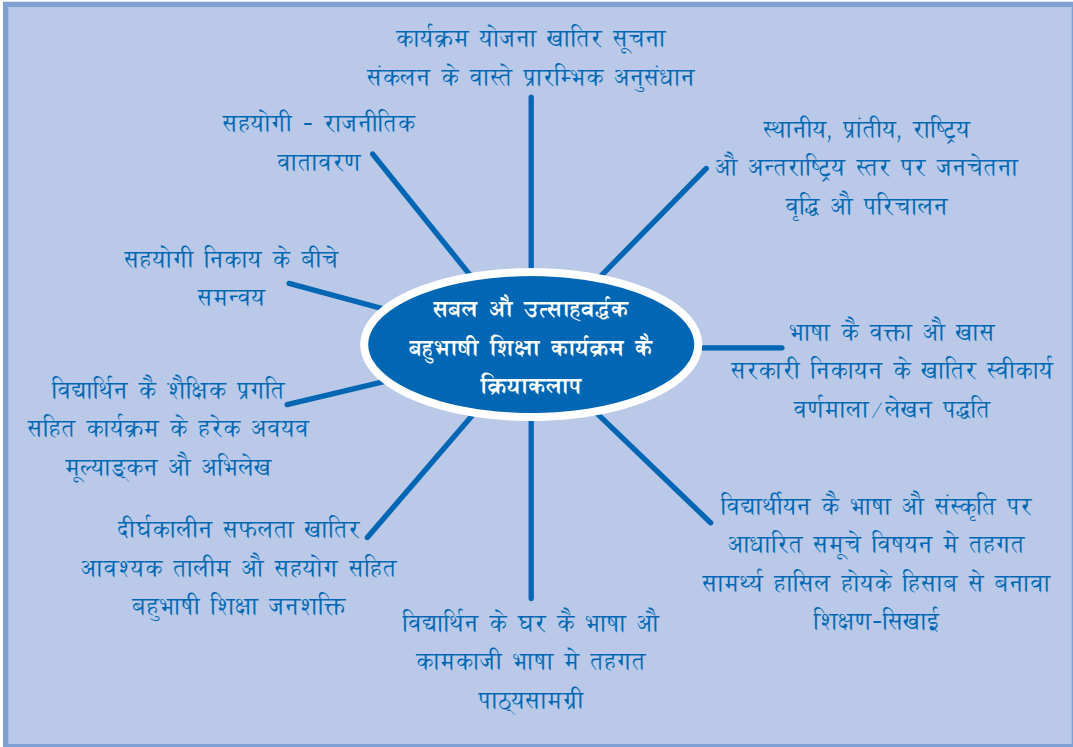 कार्यक्रम योजना खातिर सूचना
संकलन के वास्ते प्रारम्भिक अनुसंधान
सहयोगी - राजनीतिक
वातावरण
स्थानीय, प्रांतीय, राष्ट्रिय
औ अन्तराष्ट्रिय स्तर पर जनचेतना
वृद्धि औ परिचालन
सहयोगी निकाय के बीचे
समन्वय
सबल औ उत्साहवर्द्धक
बहुभाषी शिक्षा कार्यक्रम कै
क्रियाकलाप
भाषा कै वक्ता औ खास
सरकारी निकायन के खातिर स्वीकार्य
वर्णमाला/लेखन पद्धति
विद्यार्थिन कै शैक्षिक प्रगति
सहित कार्यक्रम के हरेक अवयव
मूल्याङ्कन औ अभिलेख
विद्यार्थीयन कै भाषा औ संस्कृति पर
आधारित समूचे विषयन मे तहगत
सामर्थ्य हासिल होयके हिसाब से बनावा
शिक्षण-सिखाई
दीर्घकालीन सफलता खातिर
आवश्यक तालीम औ सहयोग सहित
बहुभाषी शिक्षा जनशक्ति
विद्यार्थिन के घर कै भाषा औ
कामकाजी भाषा मे तहगत
पाठ्यसामग्री